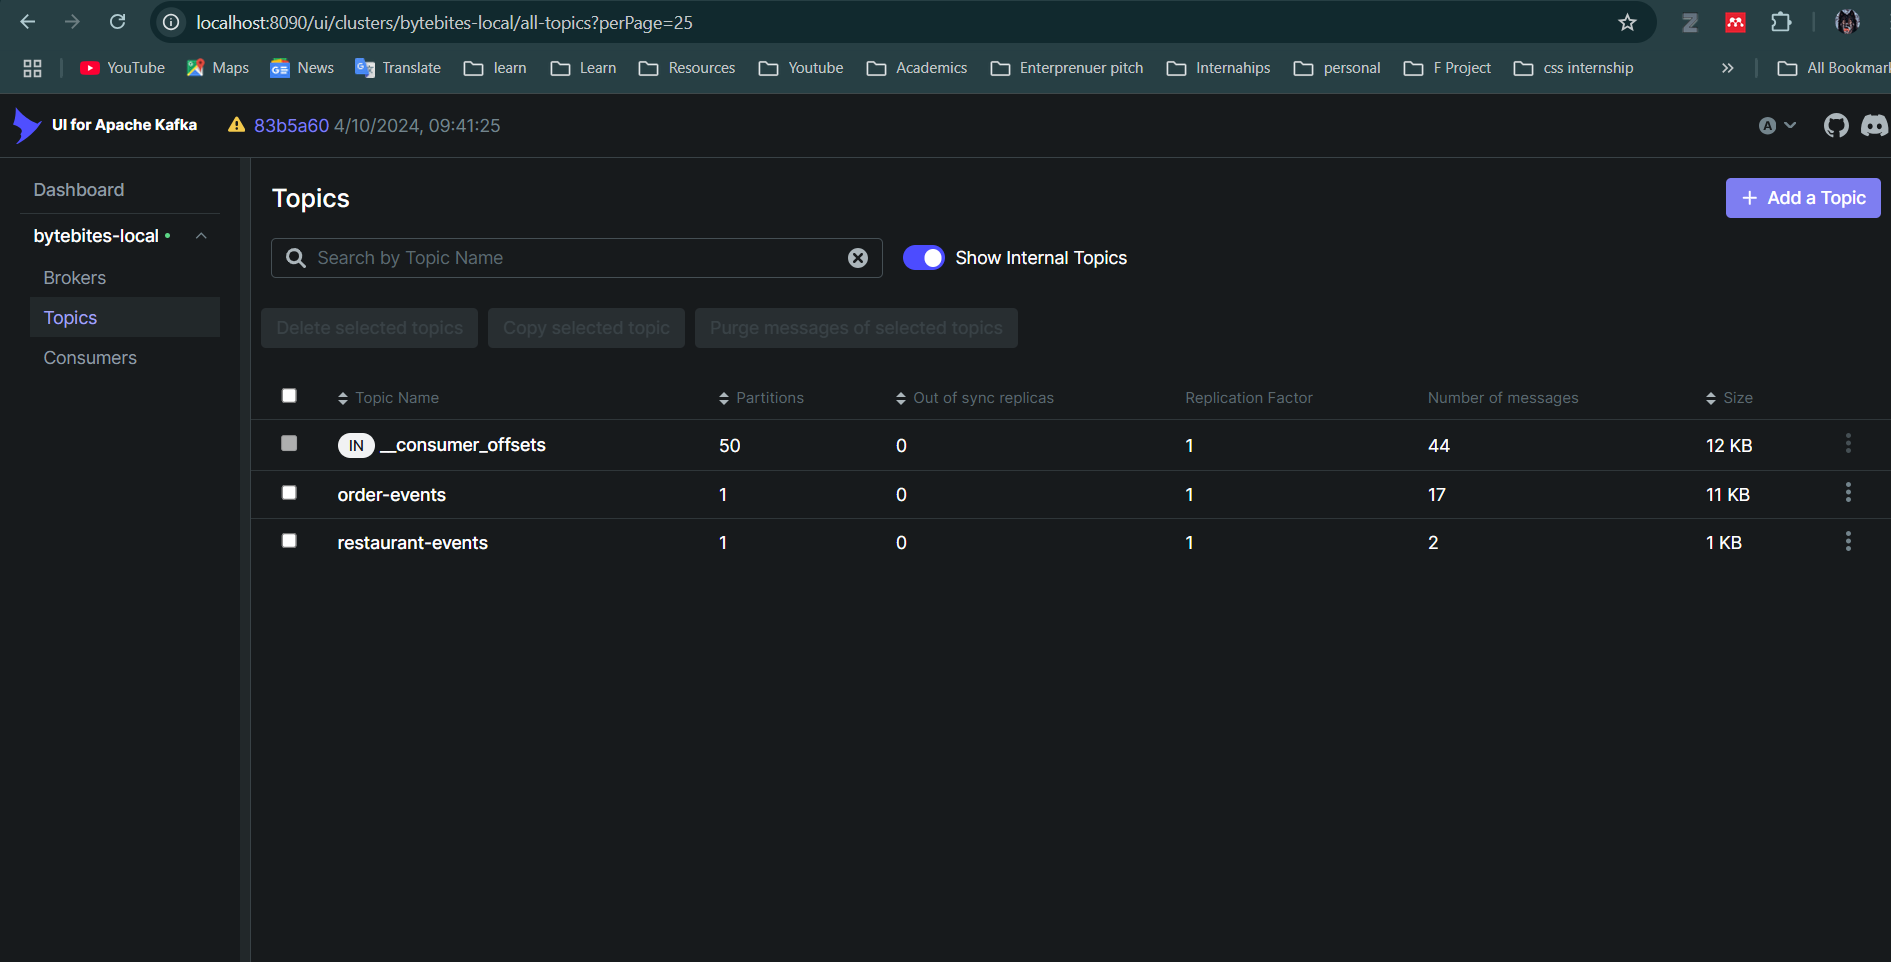 localhost:8090/ui/clusters/bytebites-local/all-topics?perPage=25
YouTube Maps News Translate learn Learn Resources Youtube Academics Enterprenuer pitch Internahips personal F Project css internship All Bookmark
UI for Apache Kafka 83b5a60 4/10/2024, 09:41:25 A
Dashboard
bytebites-local
Brokers
Topics
Consumers
Topics
+ Add a Topic
Search by Topic Name
Show Internal Topics
Delete selected topics Copy selected topic Purge messages of selected topics
Topic Name Partitions Out of sync replicas Replication Factor Number of messages Size
IN __consumer_offsets 50 0 1 44 12 KB
order-events 1 0 1 17 11 KB
restaurant-events 1 0 1 2 1 KB